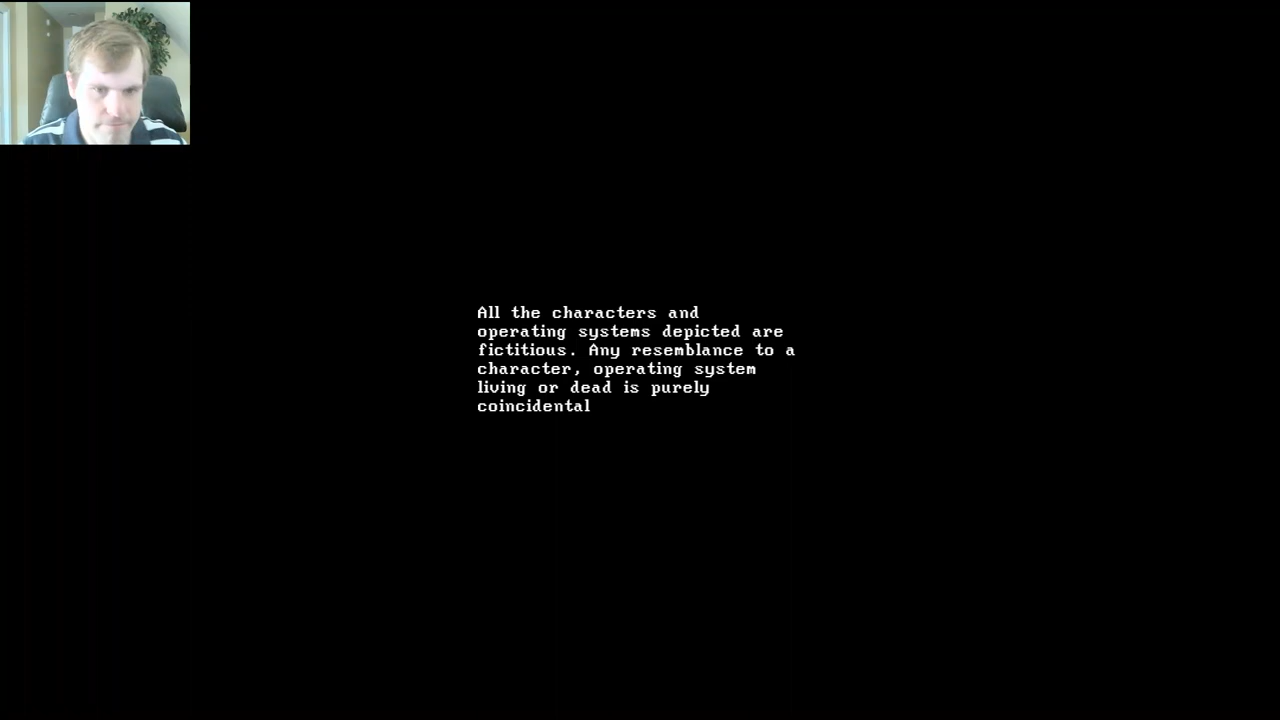 All the characters and
operating systems depicted are
fictitious. Any resemblance to a
character, operating system
living or dead is purely
coincidental